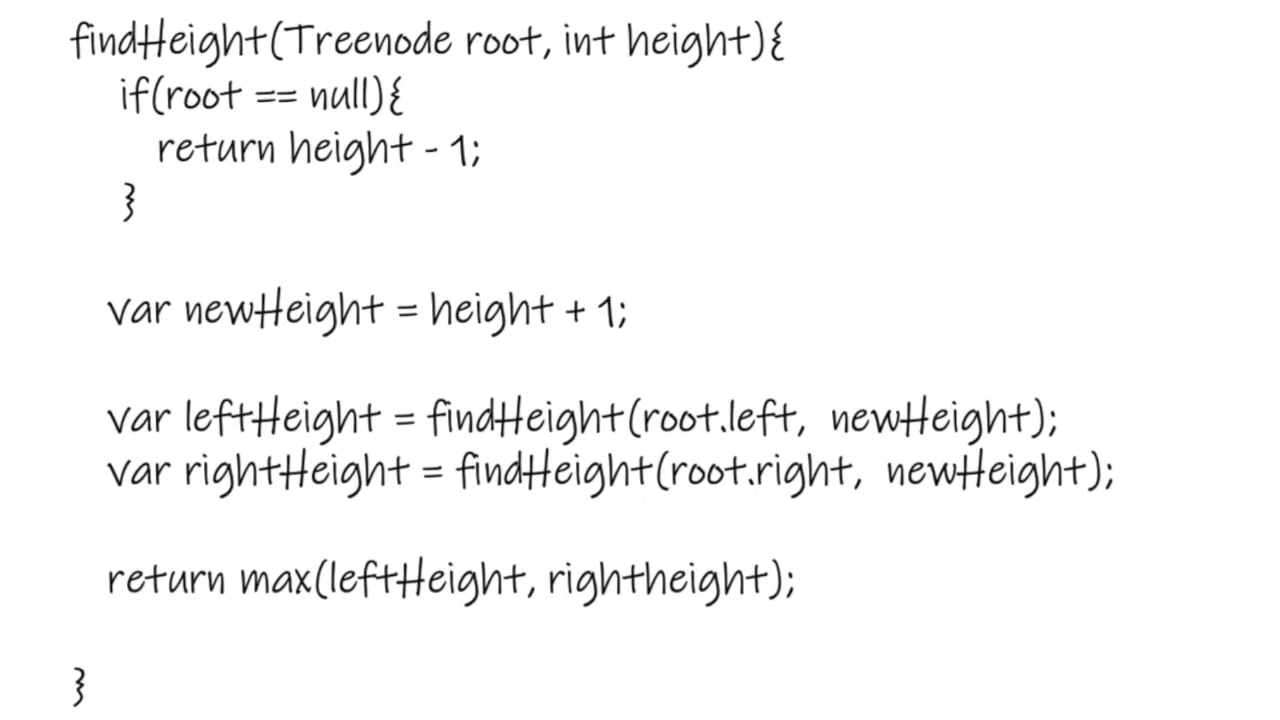 findHeight(Treenode root, int height){
if(root == null){
return height - 1;
}
var newHeight = height + 1;
var leftHeight = findHeight(root.left, newHeight);
var rightHeight = findHeight(root.right, newHeight);
return max(leftHeight, rightheight);
}